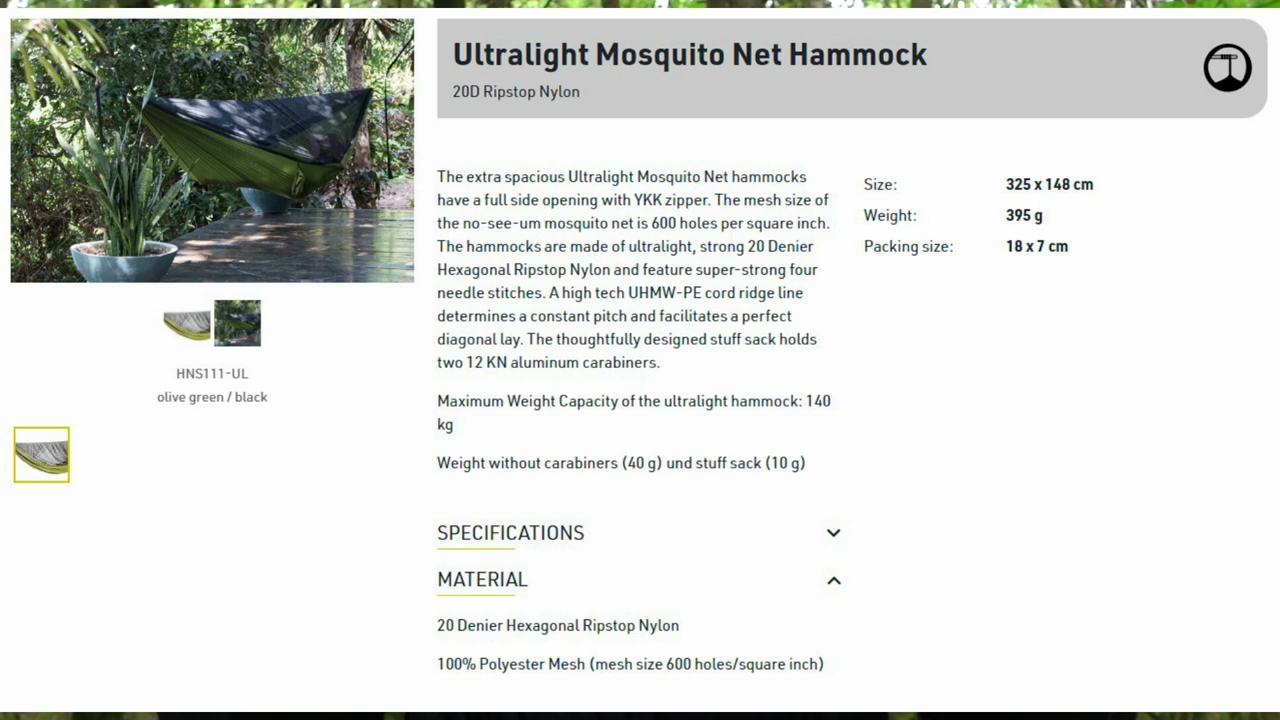 Ultralight Mosquito Net Hammock
20D Ripstop Nylon
The extra spacious Ultralight Mosquito Net hammocks
have a full side opening with YKK zipper. The mesh size of
the no-see-um mosquito net is 600 holes per square inch.
The hammocks are made of ultralight, strong 20 Denier
Hexagonal Ripstop Nylon and feature super-strong four
needle stitches. A high tech UHMW-PE cord ridge line
determines a constant pitch and facilitates a perfect
diagonal lay. The thoughtfully designed stuff sack holds
two 12 KN aluminum carabiners.
Maximum Weight Capacity of the ultralight hammock: 140
kg
Weight without carabiners (40 g) und stuff sack (10 g)
Size: 325 x 148 cm
Weight: 395 g
Packing size: 18 x 7 cm
HNS111-UL
olive green / black
SPECIFICATIONS
MATERIAL
20 Denier Hexagonal Ripstop Nylon
100% Polyester Mesh (mesh size 600 holes/square inch)